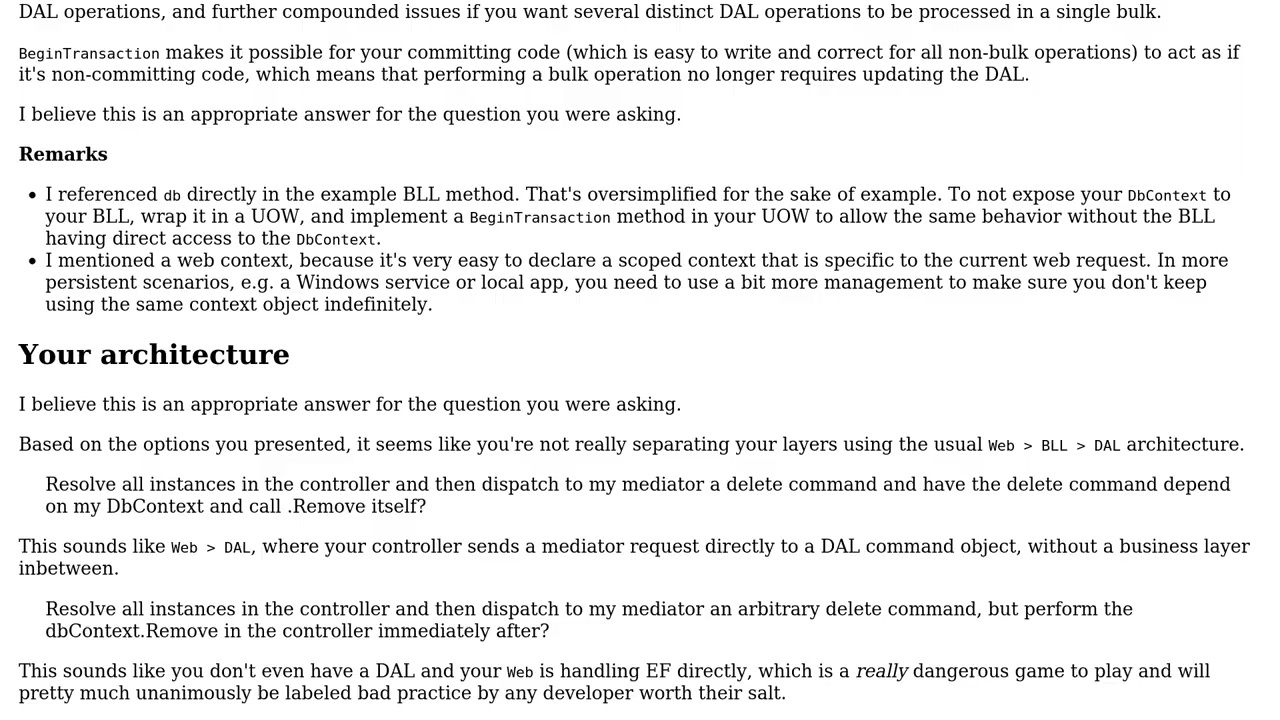 DAL operations, and further compounded issues if you want several distinct DAL operations to be processed in a single bulk.
BeginTransaction makes it possible for your committing code (which is easy to write and correct for all non-bulk operations) to act as if
it's non-committing code, which means that performing a bulk operation no longer requires updating the DAL.
I believe this is an appropriate answer for the question you were asking.
Remarks
• I referenced db directly in the example BLL method. That's oversimplified for the sake of example. To not expose your DbContext to
your BLL, wrap it in a UOW, and implement a BeginTransaction method in your UOW to allow the same behavior without the BLL
having direct access to the DbContext.
• I mentioned a web context, because it's very easy to declare a scoped context that is specific to the current web request. In more
persistent scenarios, e.g. a Windows service or local app, you need to use a bit more management to make sure you don't keep
using the same context object indefinitely.
Your architecture
I believe this is an appropriate answer for the question you were asking.
Based on the options you presented, it seems like you're not really separating your layers using the usual Web > BLL > DAL architecture.
Resolve all instances in the controller and then dispatch to my mediator a delete command and have the delete command depend
on my DbContext and call .Remove itself?
This sounds like Web > DAL, where your controller sends a mediator request directly to a DAL command object, without a business layer
inbetween.
Resolve all instances in the controller and then dispatch to my mediator an arbitrary delete command, but perform the
dbContext.Remove in the controller immediately after?
This sounds like you don't even have a DAL and your Web is handling EF directly, which is a really dangerous game to play and will
pretty much unanimously be labeled bad practice by any developer worth their salt.